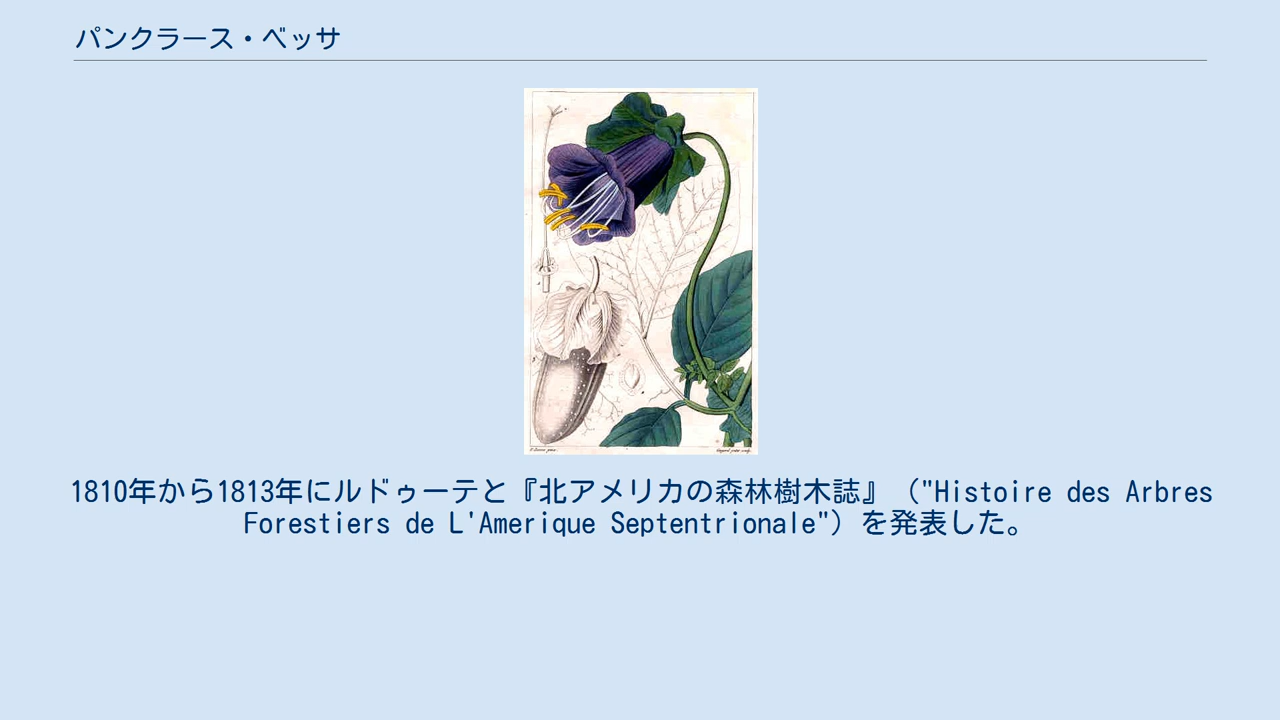 パンクラース・ベッサ
1810年から1813年にルドゥーテと『北アメリカの森林樹木誌』（"Histoire des Arbres
Forestiers de L'Amerique Septentrionale"）を発表した。